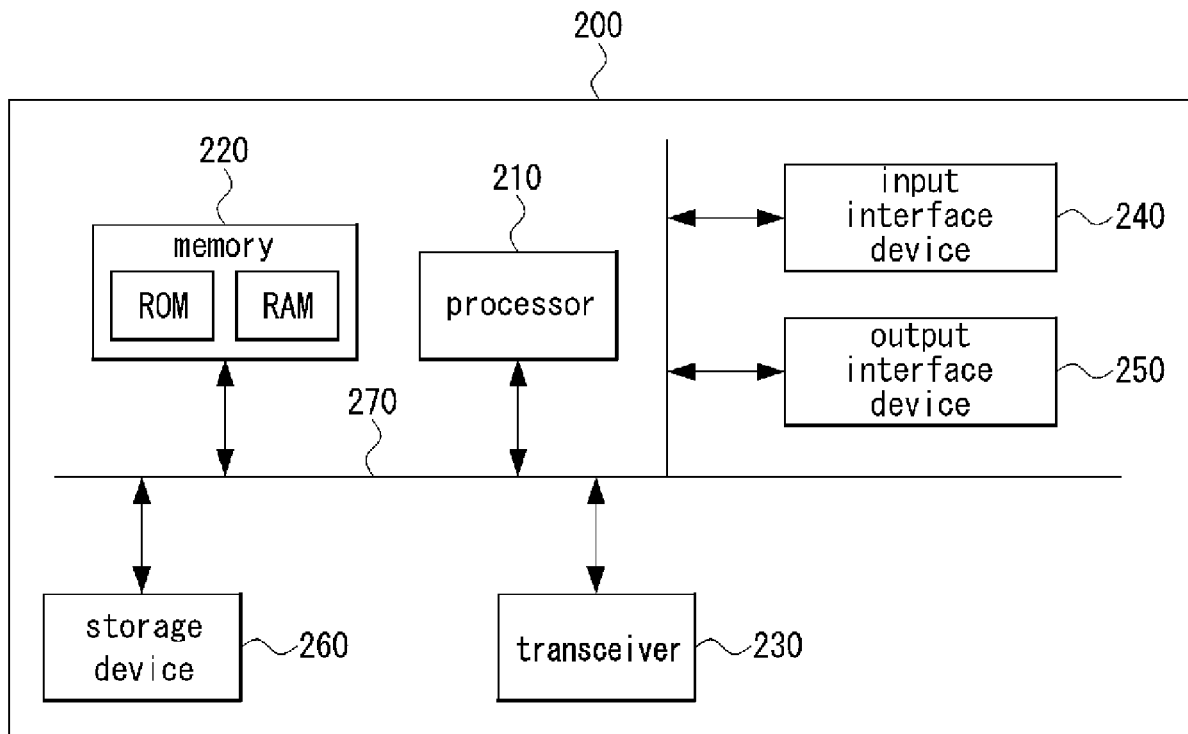 200
220
memory
ROM
RAM
210
processor
input
interface
device
240
output
interface
device
250
270
storage
device
260
transceiver
230